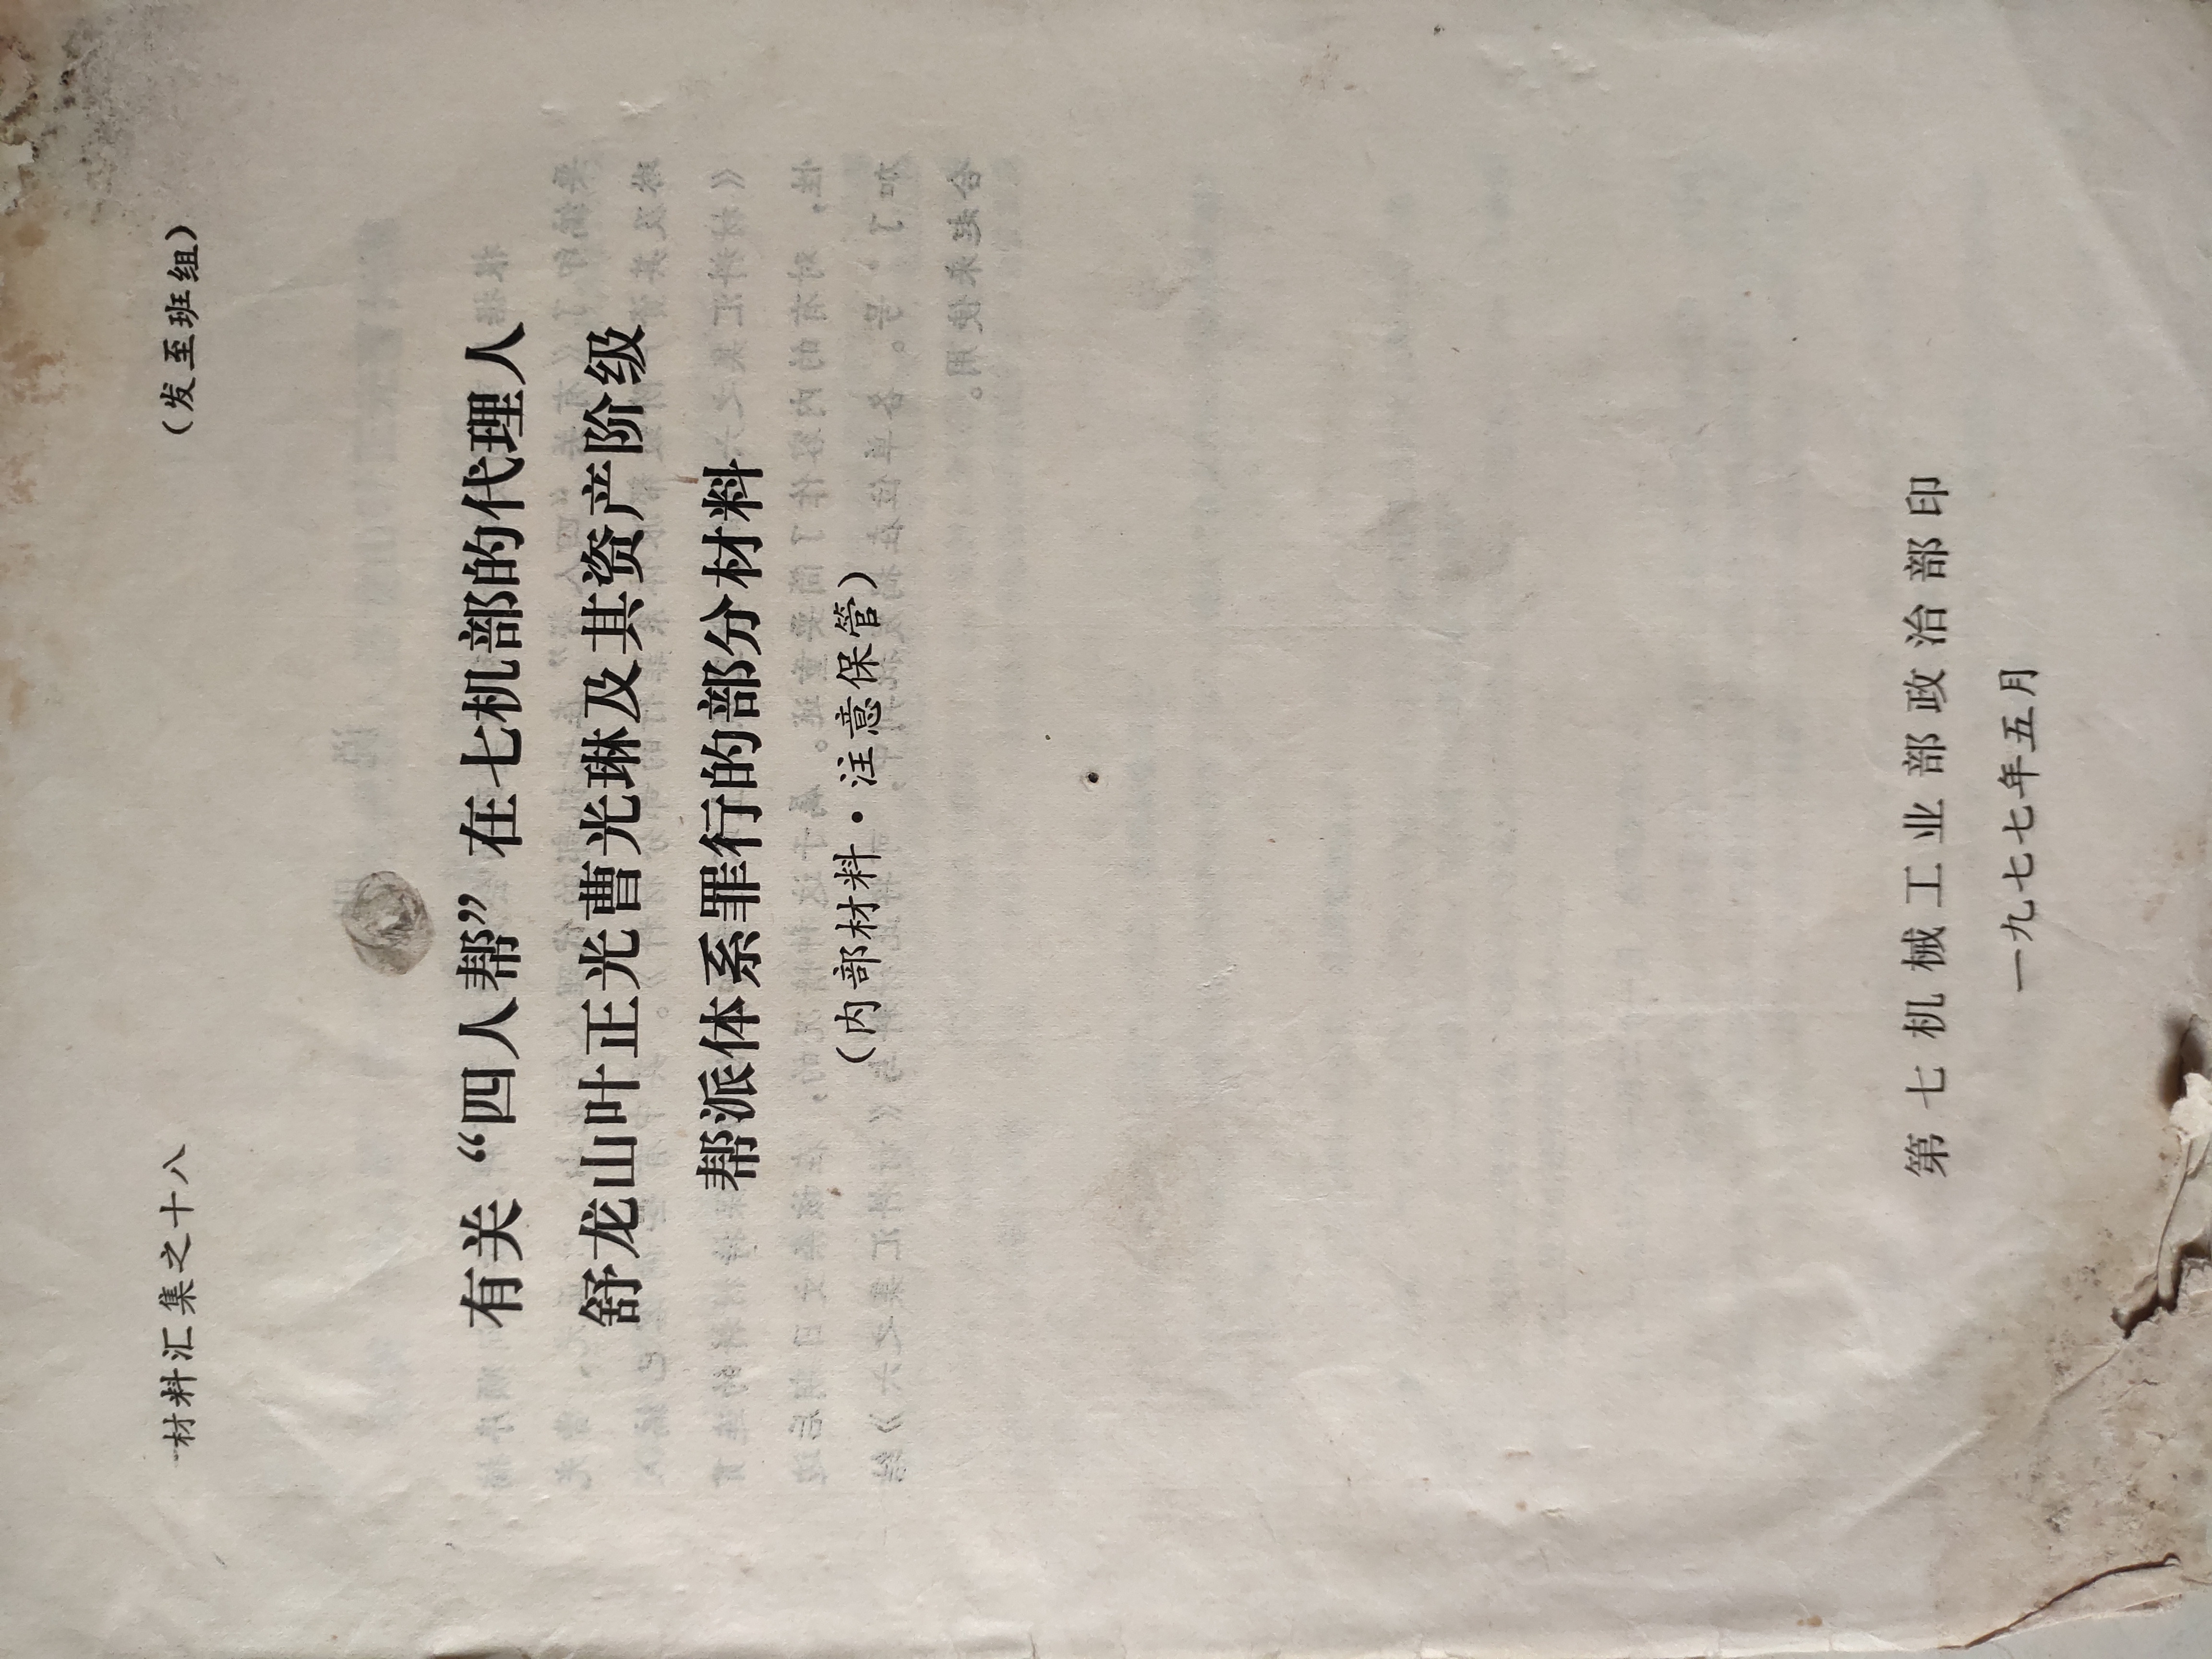 材料汇集之十八
（发至班组）
有关“四人帮”在七机部的代理人
舒龙山叶正光曹光琳及其资产阶级
帮派体系罪行的部分材料
（内部材料·注意保管）
第七机械工业部政治部印
一九七七年五月